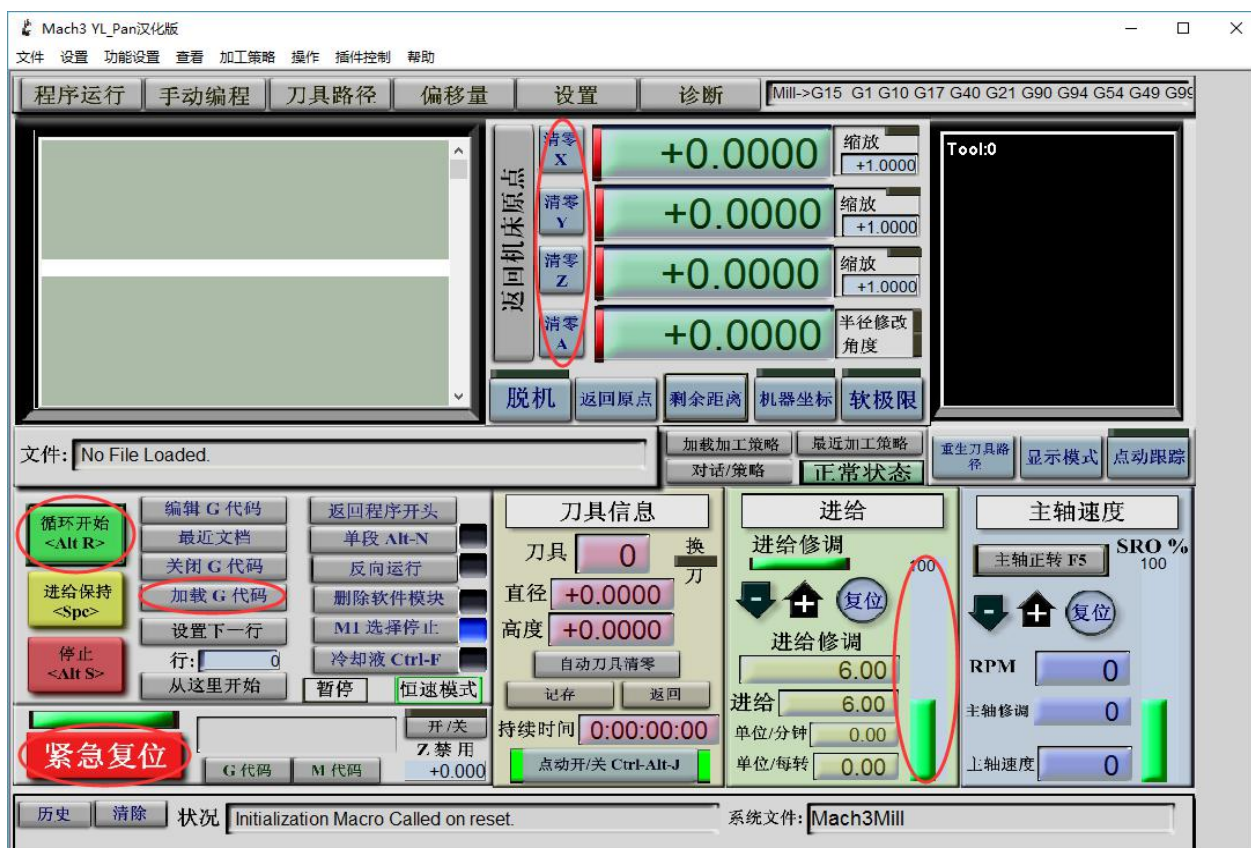 Mach3 YL_Pan汉化版
文件 设置 功能设置 查看 加工策略 操作 插件控制 帮助
程序运行 手动编程 刀具路径 偏移量 设置 诊断 Mill->G15 G1 G10 G17 G40 G21 G90 G94 G54 G49 G99
返回机床原点
清零 X +0.0000 缩放 +1.0000
清零 Y +0.0000 缩放 +1.0000
清零 Z +0.0000 缩放 +1.0000
清零 A +0.0000 半径修改 角度
Tool:0
脱机 返回原点 剩余距离 机器坐标 软极限
文件: No File Loaded.
加载加工策略 最近加工策略
对话/策略 正常状态
重生刀具路径 显示模式 点动跟踪
循环开始 <Alt R>
进给保持 <Spc>
停止 <Alt S>
编辑 G 代码
最近文档
关闭 G 代码
加载 G 代码
设置下一行
行: 0
从这里开始
返回程序开头
单段 Alt-N
反向运行
删除软件模块
M1 选择停止
冷却液 Ctrl-F
暂停 恒速模式
紧急复位
G 代码 M 代码
开/关
Z 禁 用
+0.000
刀具信息
刀具 0 换刀
直径 +0.0000
高度 +0.0000
自动刀具清零
记存 返回
持续时间 0:00:00:00
点动开/关 Ctrl-Alt-J
进给
进给修调 100
- + 复位
进给修调
6.00
进给 6.00
单位/分钟 0.00
单位/每转 0.00
主轴速度
主轴正转 F5 SRO % 100
- + 复位
RPM 0
主轴修调 0
主轴速度 0
历史 清除 状况 Initialization Macro Called on reset. 系统文件: Mach3Mill